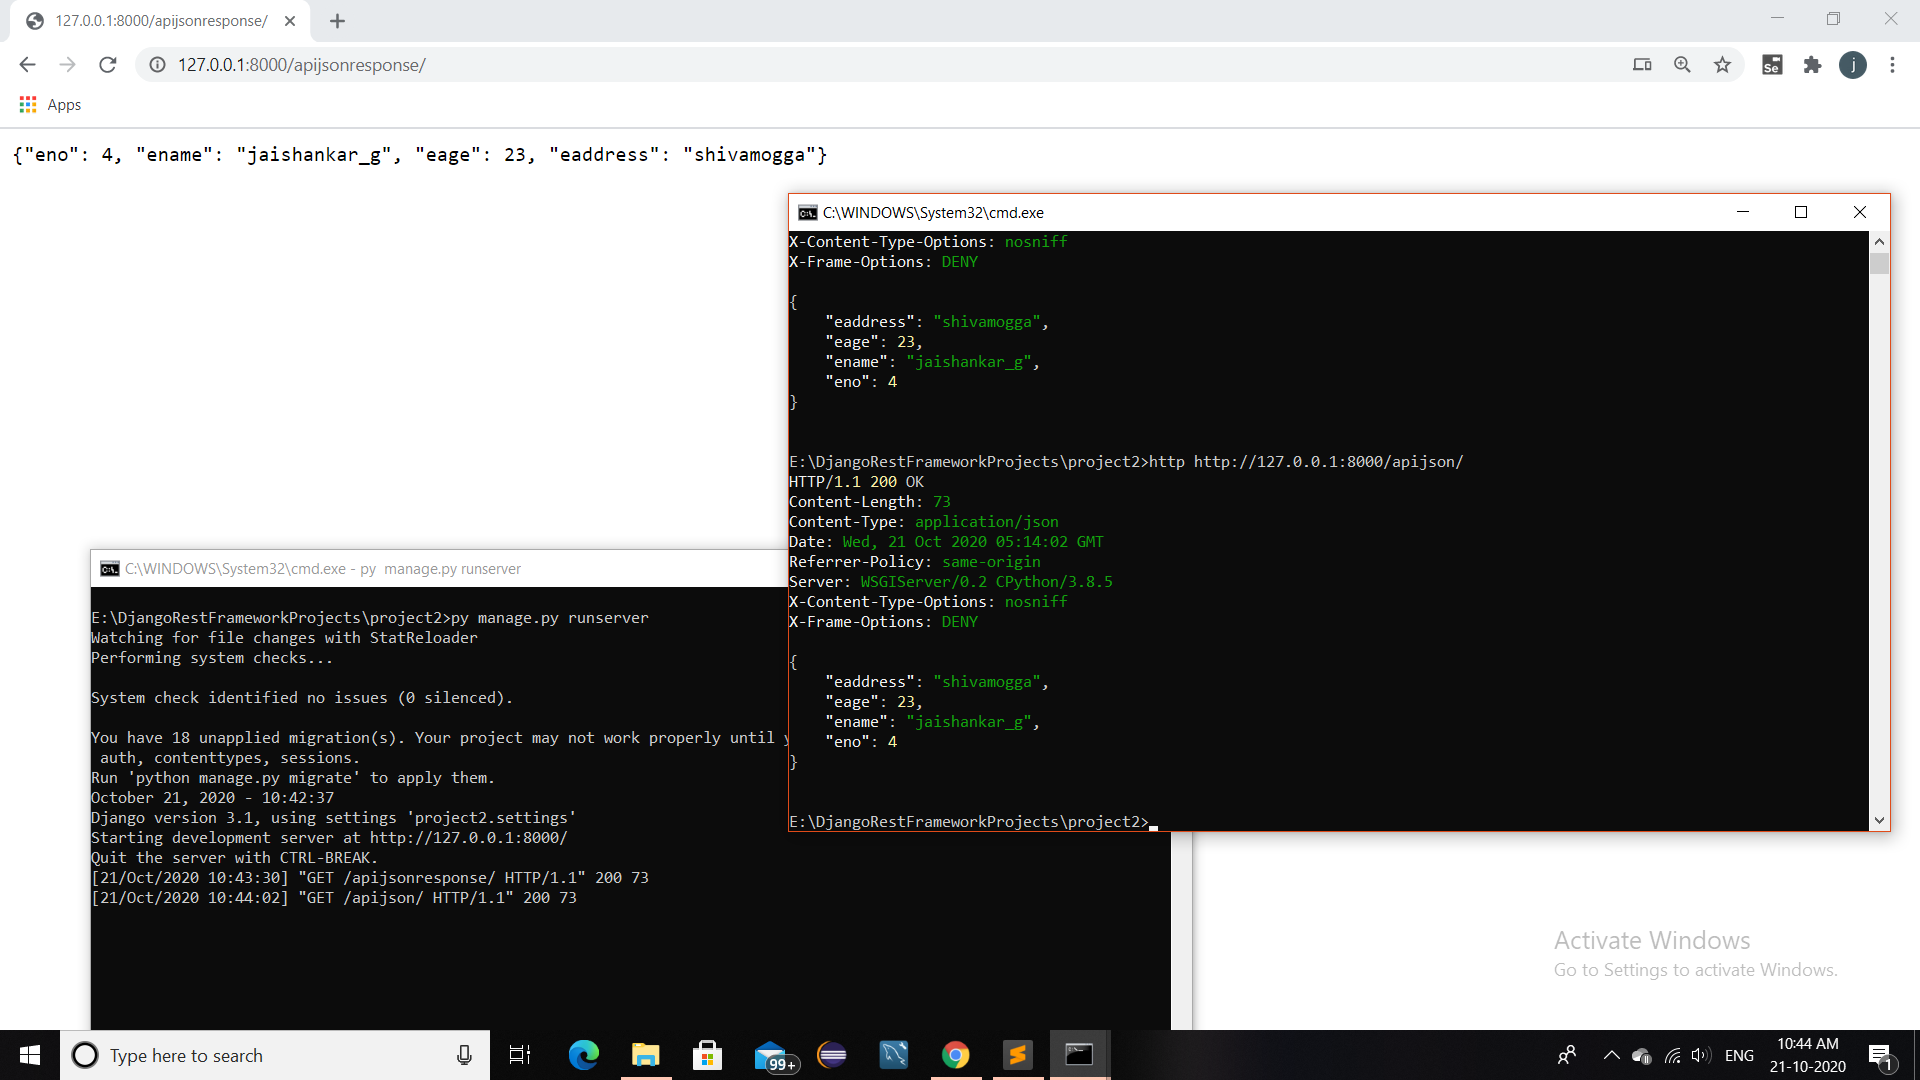 127.0.0.1:8000/apijsonresponse/
127.0.0.1:8000/apijsonresponse/
Se
j
Apps
{"eno": 4, "ename": "jaishankar_g", "eage": 23, "eaddress": "shivamogga"}
C:\WINDOWS\System32\cmd.exe
X-Content-Type-Options: nosniff
X-Frame-Options: DENY
{
"eaddress": "shivamogga",
"eage": 23,
"ename": "jaishankar_g",
"eno": 4
}
E:\DjangoRestFrameworkProjects\project2>http http://127.0.0.1:8000/apijson/
HTTP/1.1 200 OK
Content-Length: 73
Content-Type: application/json
Date: Wed, 21 Oct 2020 05:14:02 GMT
Referrer-Policy: same-origin
Server: WSGIServer/0.2 CPython/3.8.5
X-Content-Type-Options: nosniff
X-Frame-Options: DENY
{
"eaddress": "shivamogga",
"eage": 23,
"ename": "jaishankar_g",
"eno": 4
}
E:\DjangoRestFrameworkProjects\project2>
C:\WINDOWS\System32\cmd.exe - py  manage.py runserver
E:\DjangoRestFrameworkProjects\project2>py manage.py runserver
Watching for file changes with StatReloader
Performing system checks...
System check identified no issues (0 silenced).
You have 18 unapplied migration(s). Your project may not work properly until
auth, contenttypes, sessions.
Run 'python manage.py migrate' to apply them.
October 21, 2020 - 10:42:37
Django version 3.1, using settings 'project2.settings'
Starting development server at http://127.0.0.1:8000/
Quit the server with CTRL-BREAK.
[21/Oct/2020 10:43:30] "GET /apijsonresponse/ HTTP/1.1" 200 73
[21/Oct/2020 10:44:02] "GET /apijson/ HTTP/1.1" 200 73
Activate Windows
Go to Settings to activate Windows.
Type here to search
99+
ENG
10:44 AM
21-10-2020
1